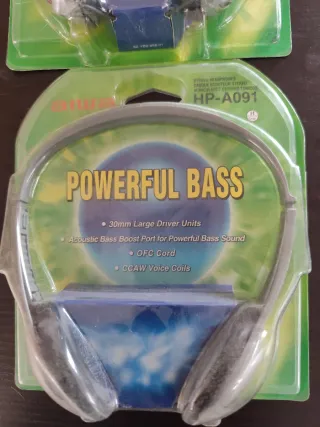 aiwa
HP-A091
POWERFUL BASS
• 30mm Large Driver Units
• Acoustic Bass Boost Port for Powerful Bass Sound
• OFC Cord
• CCAW Voice Coils